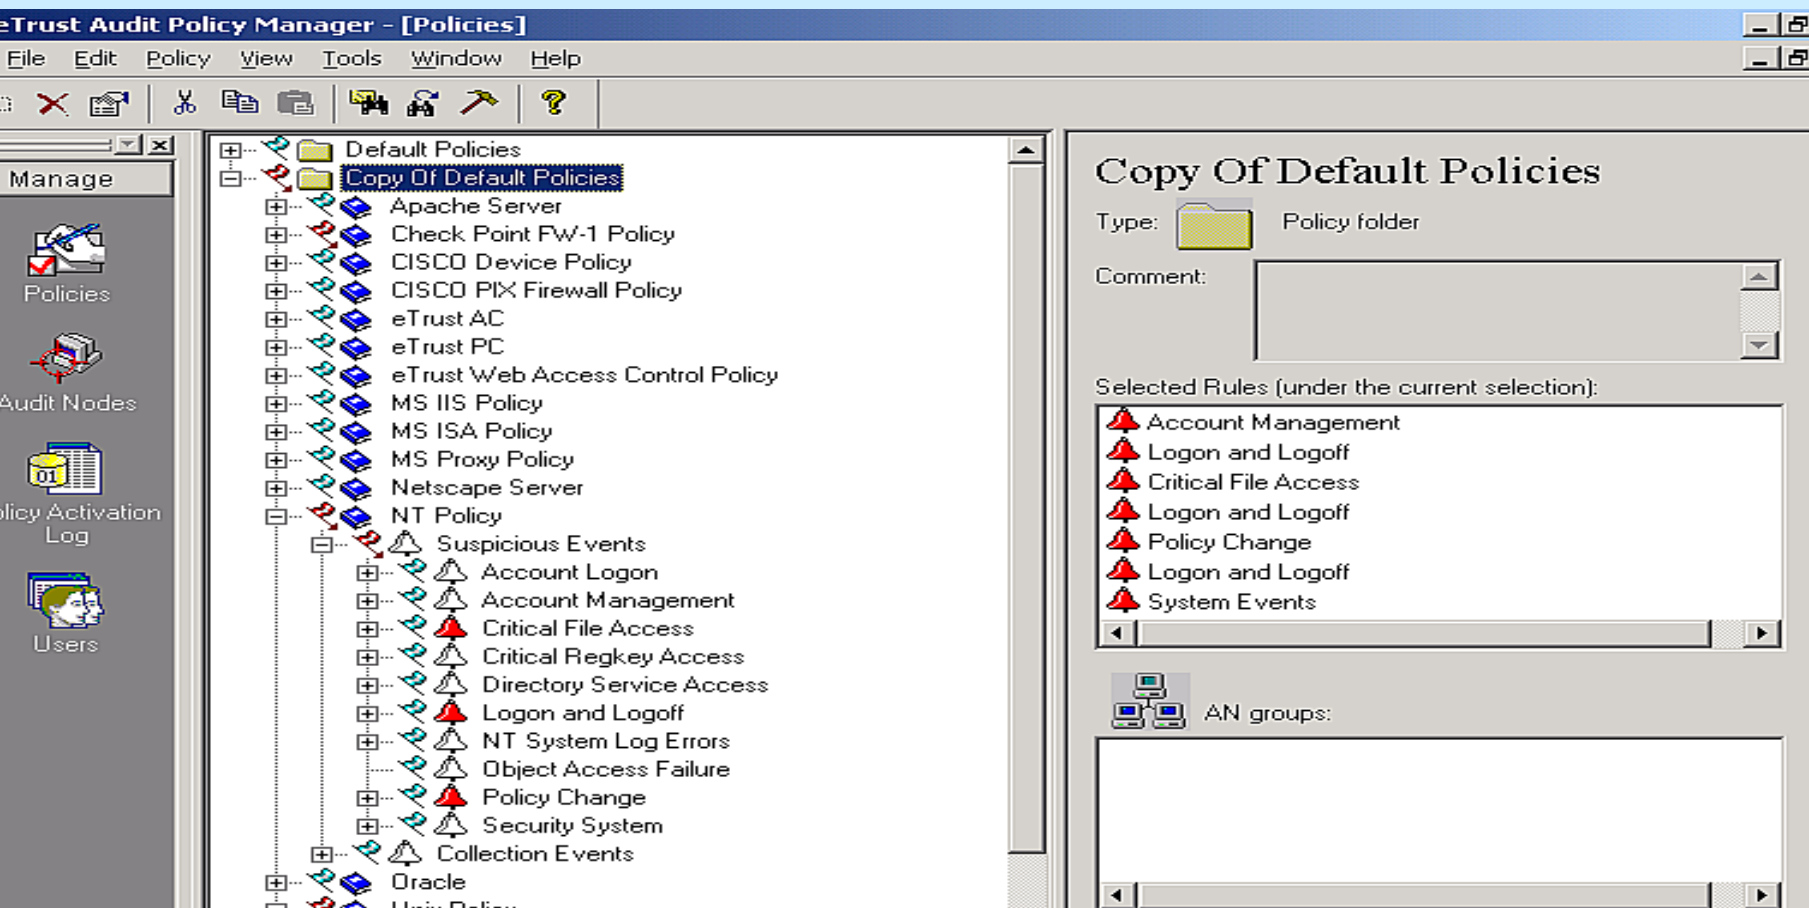 eTrust Audit Policy Manager - [Policies]
File Edit Policy View Tools Window Help
Manage
Policies
Audit Nodes
olicy Activation
Log
01
Users
Default Policies
Copy Of Default Policies
Apache Server
Check Point FW-1 Policy
CISCO Device Policy
CISCO PIX Firewall Policy
eTrust AC
eTrust PC
eTrust Web Access Control Policy
MS IIS Policy
MS ISA Policy
MS Proxy Policy
Netscape Server
NT Policy
Suspicious Events
Account Logon
Account Management
Critical File Access
Critical Regkey Access
Directory Service Access
Logon and Logoff
NT System Log Errors
Object Access Failure
Policy Change
Security System
Collection Events
Oracle
Unix Policy
Copy Of Default Policies
Type: Policy folder
Comment:
Selected Rules (under the current selection):
Account Management
Logon and Logoff
Critical File Access
Logon and Logoff
Policy Change
Logon and Logoff
System Events
AN groups: